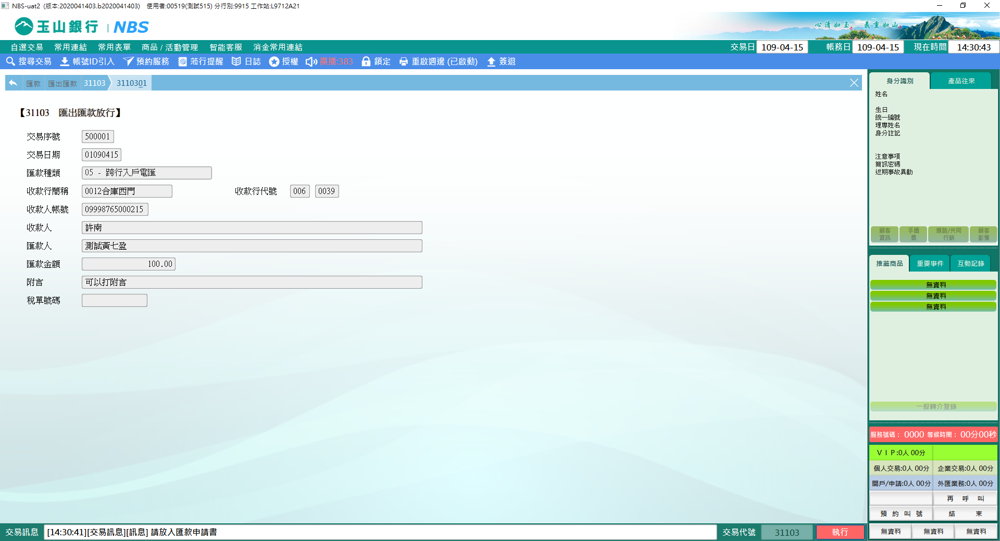 NBS-uat2 (版本:2020041403.b2020041403) 使用者:00519(測試515) 分行別:9915 工作站:L9712A21
玉山銀行 | NBS
心清如玉。義重如山。
自選交易 常用連結 常用表單 商品 / 活動管理 智能客服 消金常用連結
交易日 109-04-15 帳務日 109-04-15 現在時間 14:30:43
搜尋交易 帳號ID引入 預約服務 蒞行提醒 日誌 授權 廣播:383 鎖定 重啟週邊 (已啟動) 簽退
匯款 匯出匯款 31103 3110301
【31103 匯出匯款放行】
交易序號 500001
交易日期 01090415
匯款種類 05 - 跨行入戶電匯
收款行簡稱 0012合庫西門 收款行代號 006 0039
收款人帳號 09998765000215
收款人 許南
匯款人 測試黃七盈
匯款金額 100.00
附言 可以打附言
稅單號碼
身分識別 產品往來
姓名
生日
統一編號
理專姓名
身分註記
注意事項
簡訊密碼
近期事故異動
顧客資訊 手續費 通路/共同行銷 顧客影像
推薦商品 重要事件 互動記錄
無資料
無資料
無資料
一般轉介登錄
服務號碼： 0000 等候時間： 00分00秒
ＶＩＰ:0人 00分
個人交易:0人 00分 企業交易:0人 00分
開戶/申請:0人 00分 外匯業務:0人 00分
再 呼 叫
預 約 叫 號 結 束
無資料 無資料 無資料
交易訊息 [14:30:41][交易訊息][訊息] 請放入匯款申請書 交易代號 31103 執行